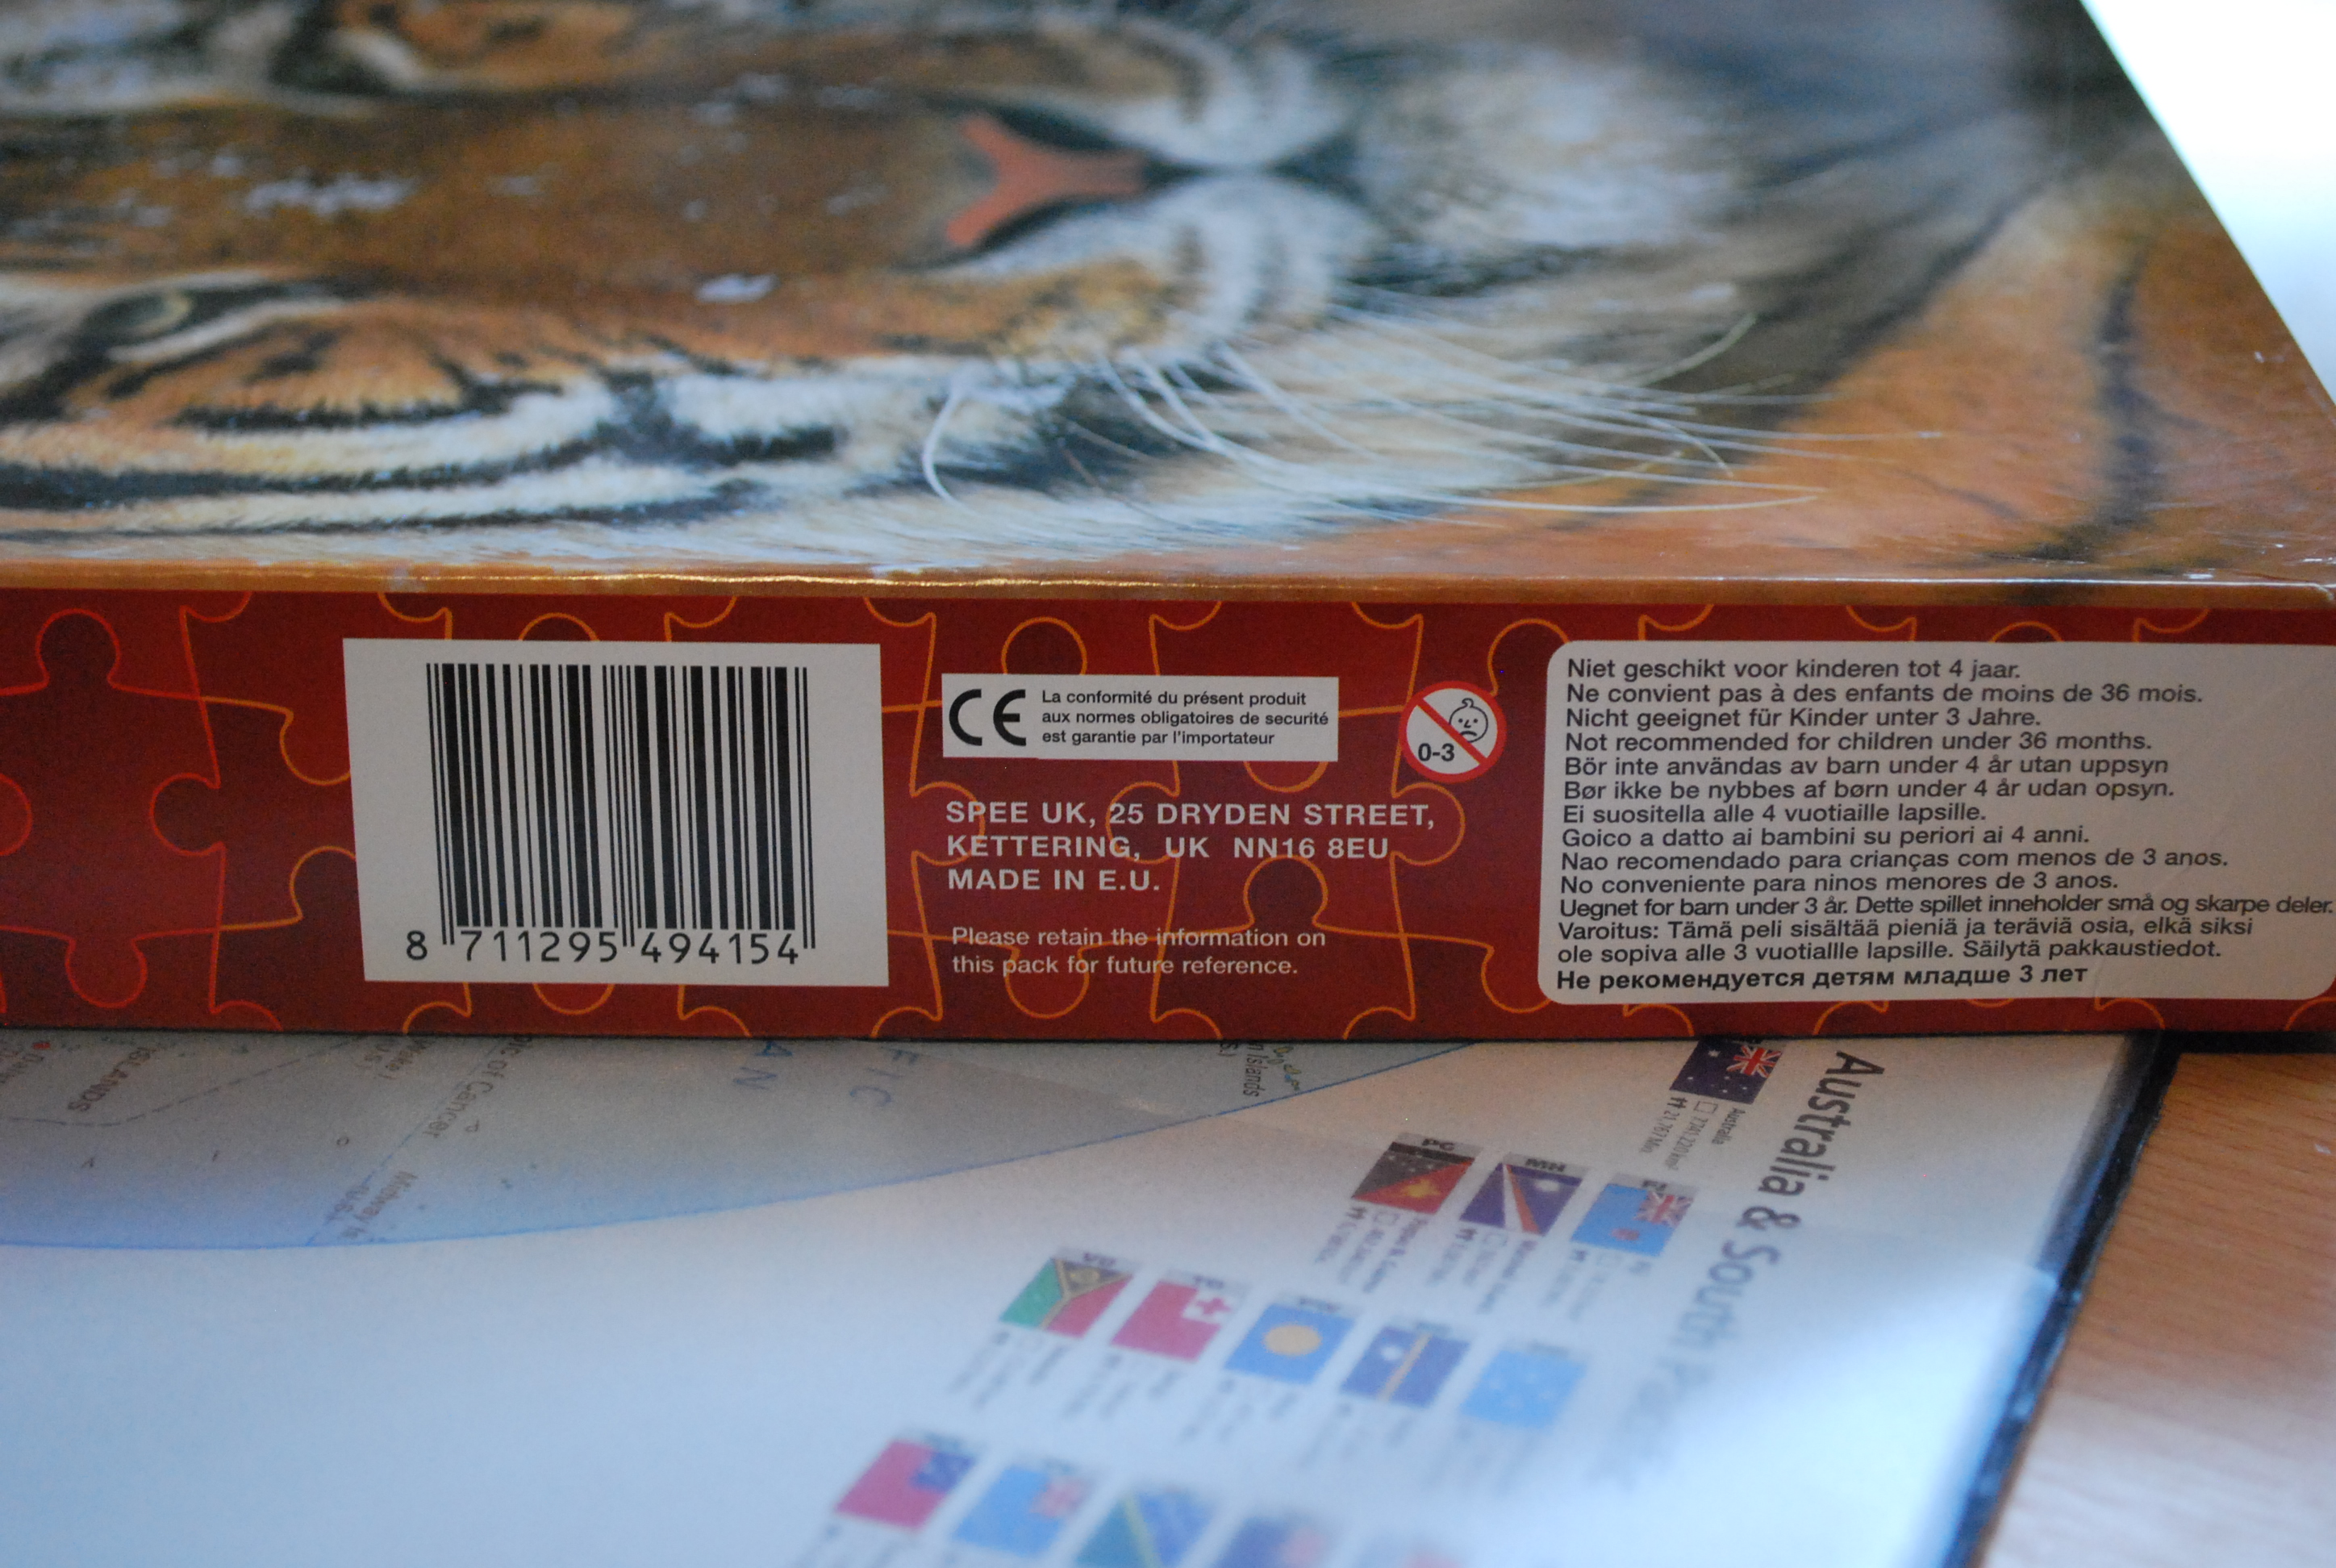 8 711295 494154
CE
La conformité du présent produit
aux normes obligatoires de securité
est garantie par l'importateur
0-3
SPEE UK, 25 DRYDEN STREET,
KETTERING, UK NN16 8EU
MADE IN E.U.
Please retain the information on
this pack for future reference.
Niet geschikt voor kinderen tot 4 jaar.
Ne convient pas à des enfants de moins de 36 mois.
Nicht geeignet für Kinder unter 3 Jahre.
Not recommended for children under 36 months.
Bör inte användas av barn under 4 år utan uppsyn
Bør ikke be nybbes af børn under 4 år udan opsyn.
Ei suositella alle 4 vuotiaille lapsille.
Goico a datto ai bambini su periori ai 4 anni.
Nao recomendado para crianças com menos de 3 anos.
No conveniente para ninos menores de 3 anos.
Uegnet for barn under 3 år. Dette spillet inneholder små og skarpe deler.
Varoitus: Tämä peli sisältää pieniä ja teräviä osia, elkä siksi
ole sopiva alle 3 vuotiallle lapsille. Säilytä pakkaustiedot.
Не рекомендуется детям младше 3 лет
ISLANDS
of Cancer
Midway
Islands
Australia & South
Australia
PG
MH